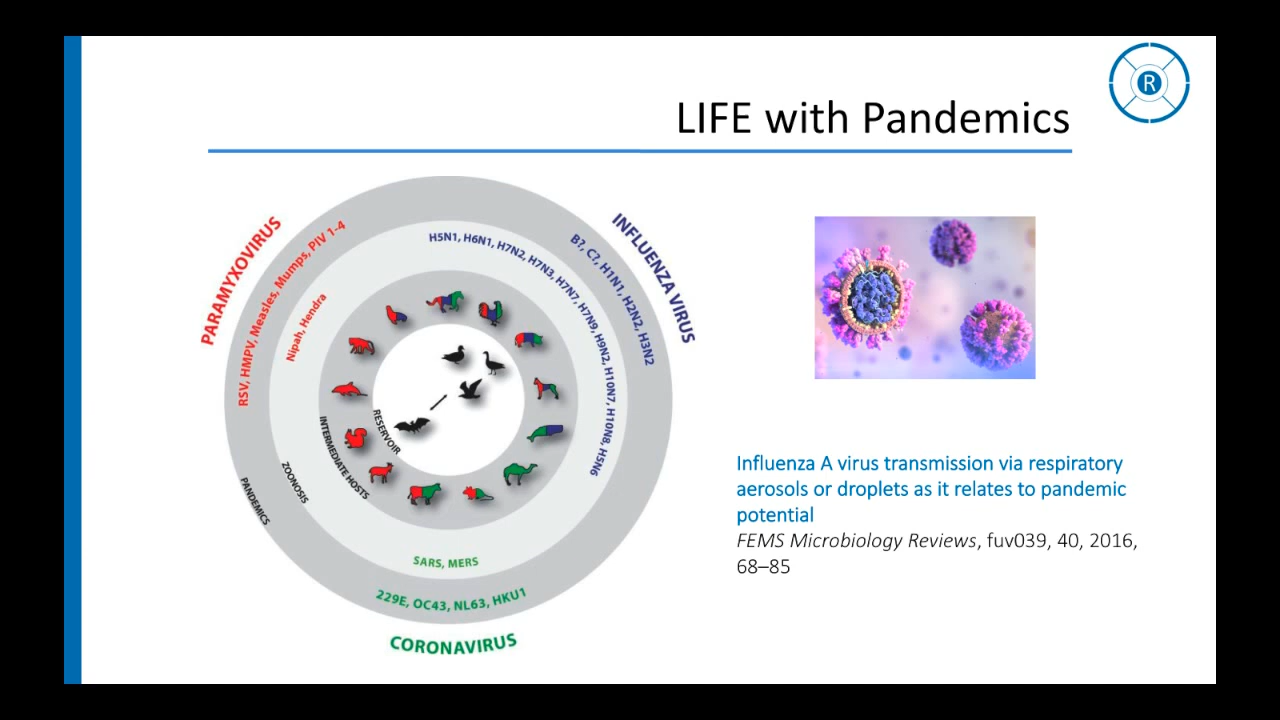 R
LIFE with Pandemics
PARAMYXOVIRUS
RSV, HMPV, Measles, Mumps, PIV 1-4
Nipah, Hendra
INFLUENZA VIRUS
B?, C?, H1N1, H2N2, H3N2
H5N1, H6N1, H7N2, H7N3, H7N7, H7N9, H9N2, H10N7, H10N8, H5N6
RESERVOIR
INTERMEDIATE HOSTS
ZOONOSIS
PANDEMICS
SARS, MERS
229E, OC43, NL63, HKU1
CORONAVIRUS
Influenza A virus transmission via respiratory
aerosols or droplets as it relates to pandemic
potential
FEMS Microbiology Reviews, fuv039, 40, 2016,
68–85